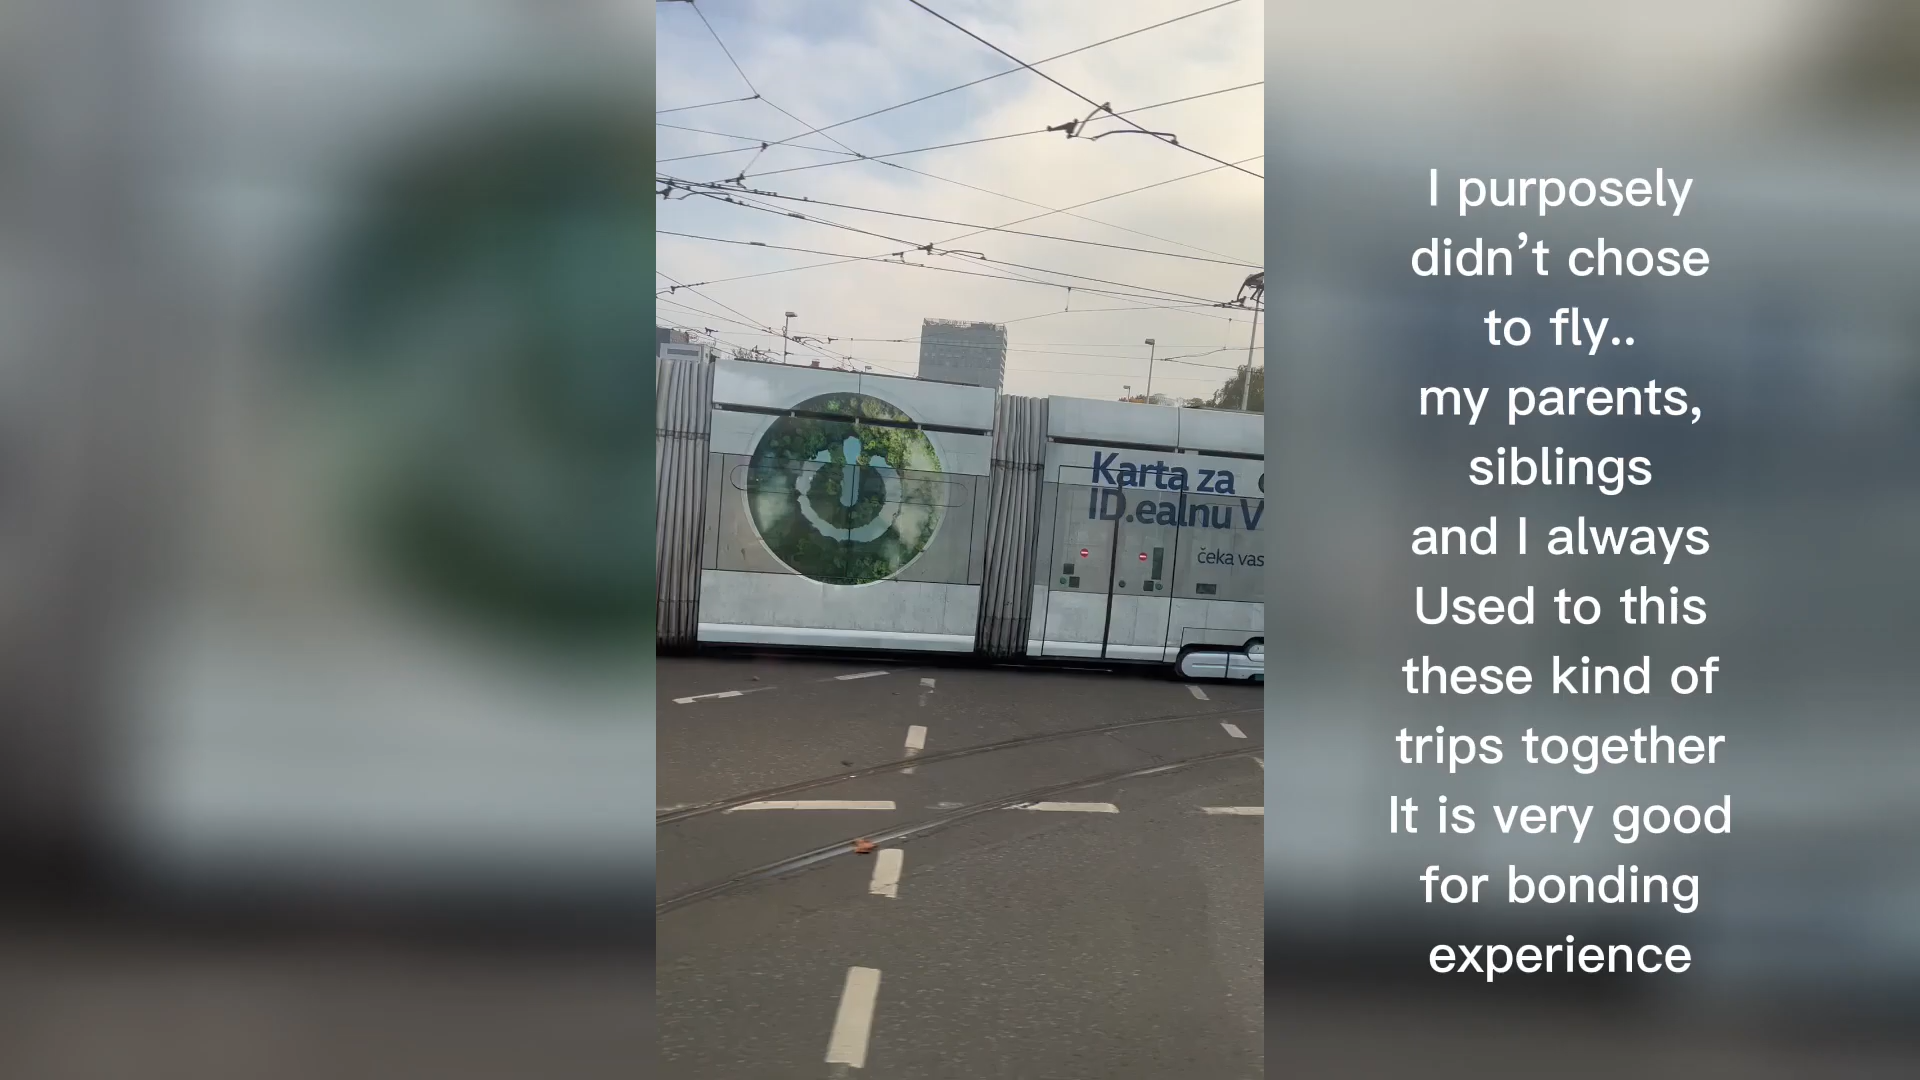 Karta za
ID.ealnu V
čeka vas
I purposely
didn’t chose
to fly..
my parents,
siblings
and I always
Used to this
these kind of
trips together
It is very good
for bonding
experience